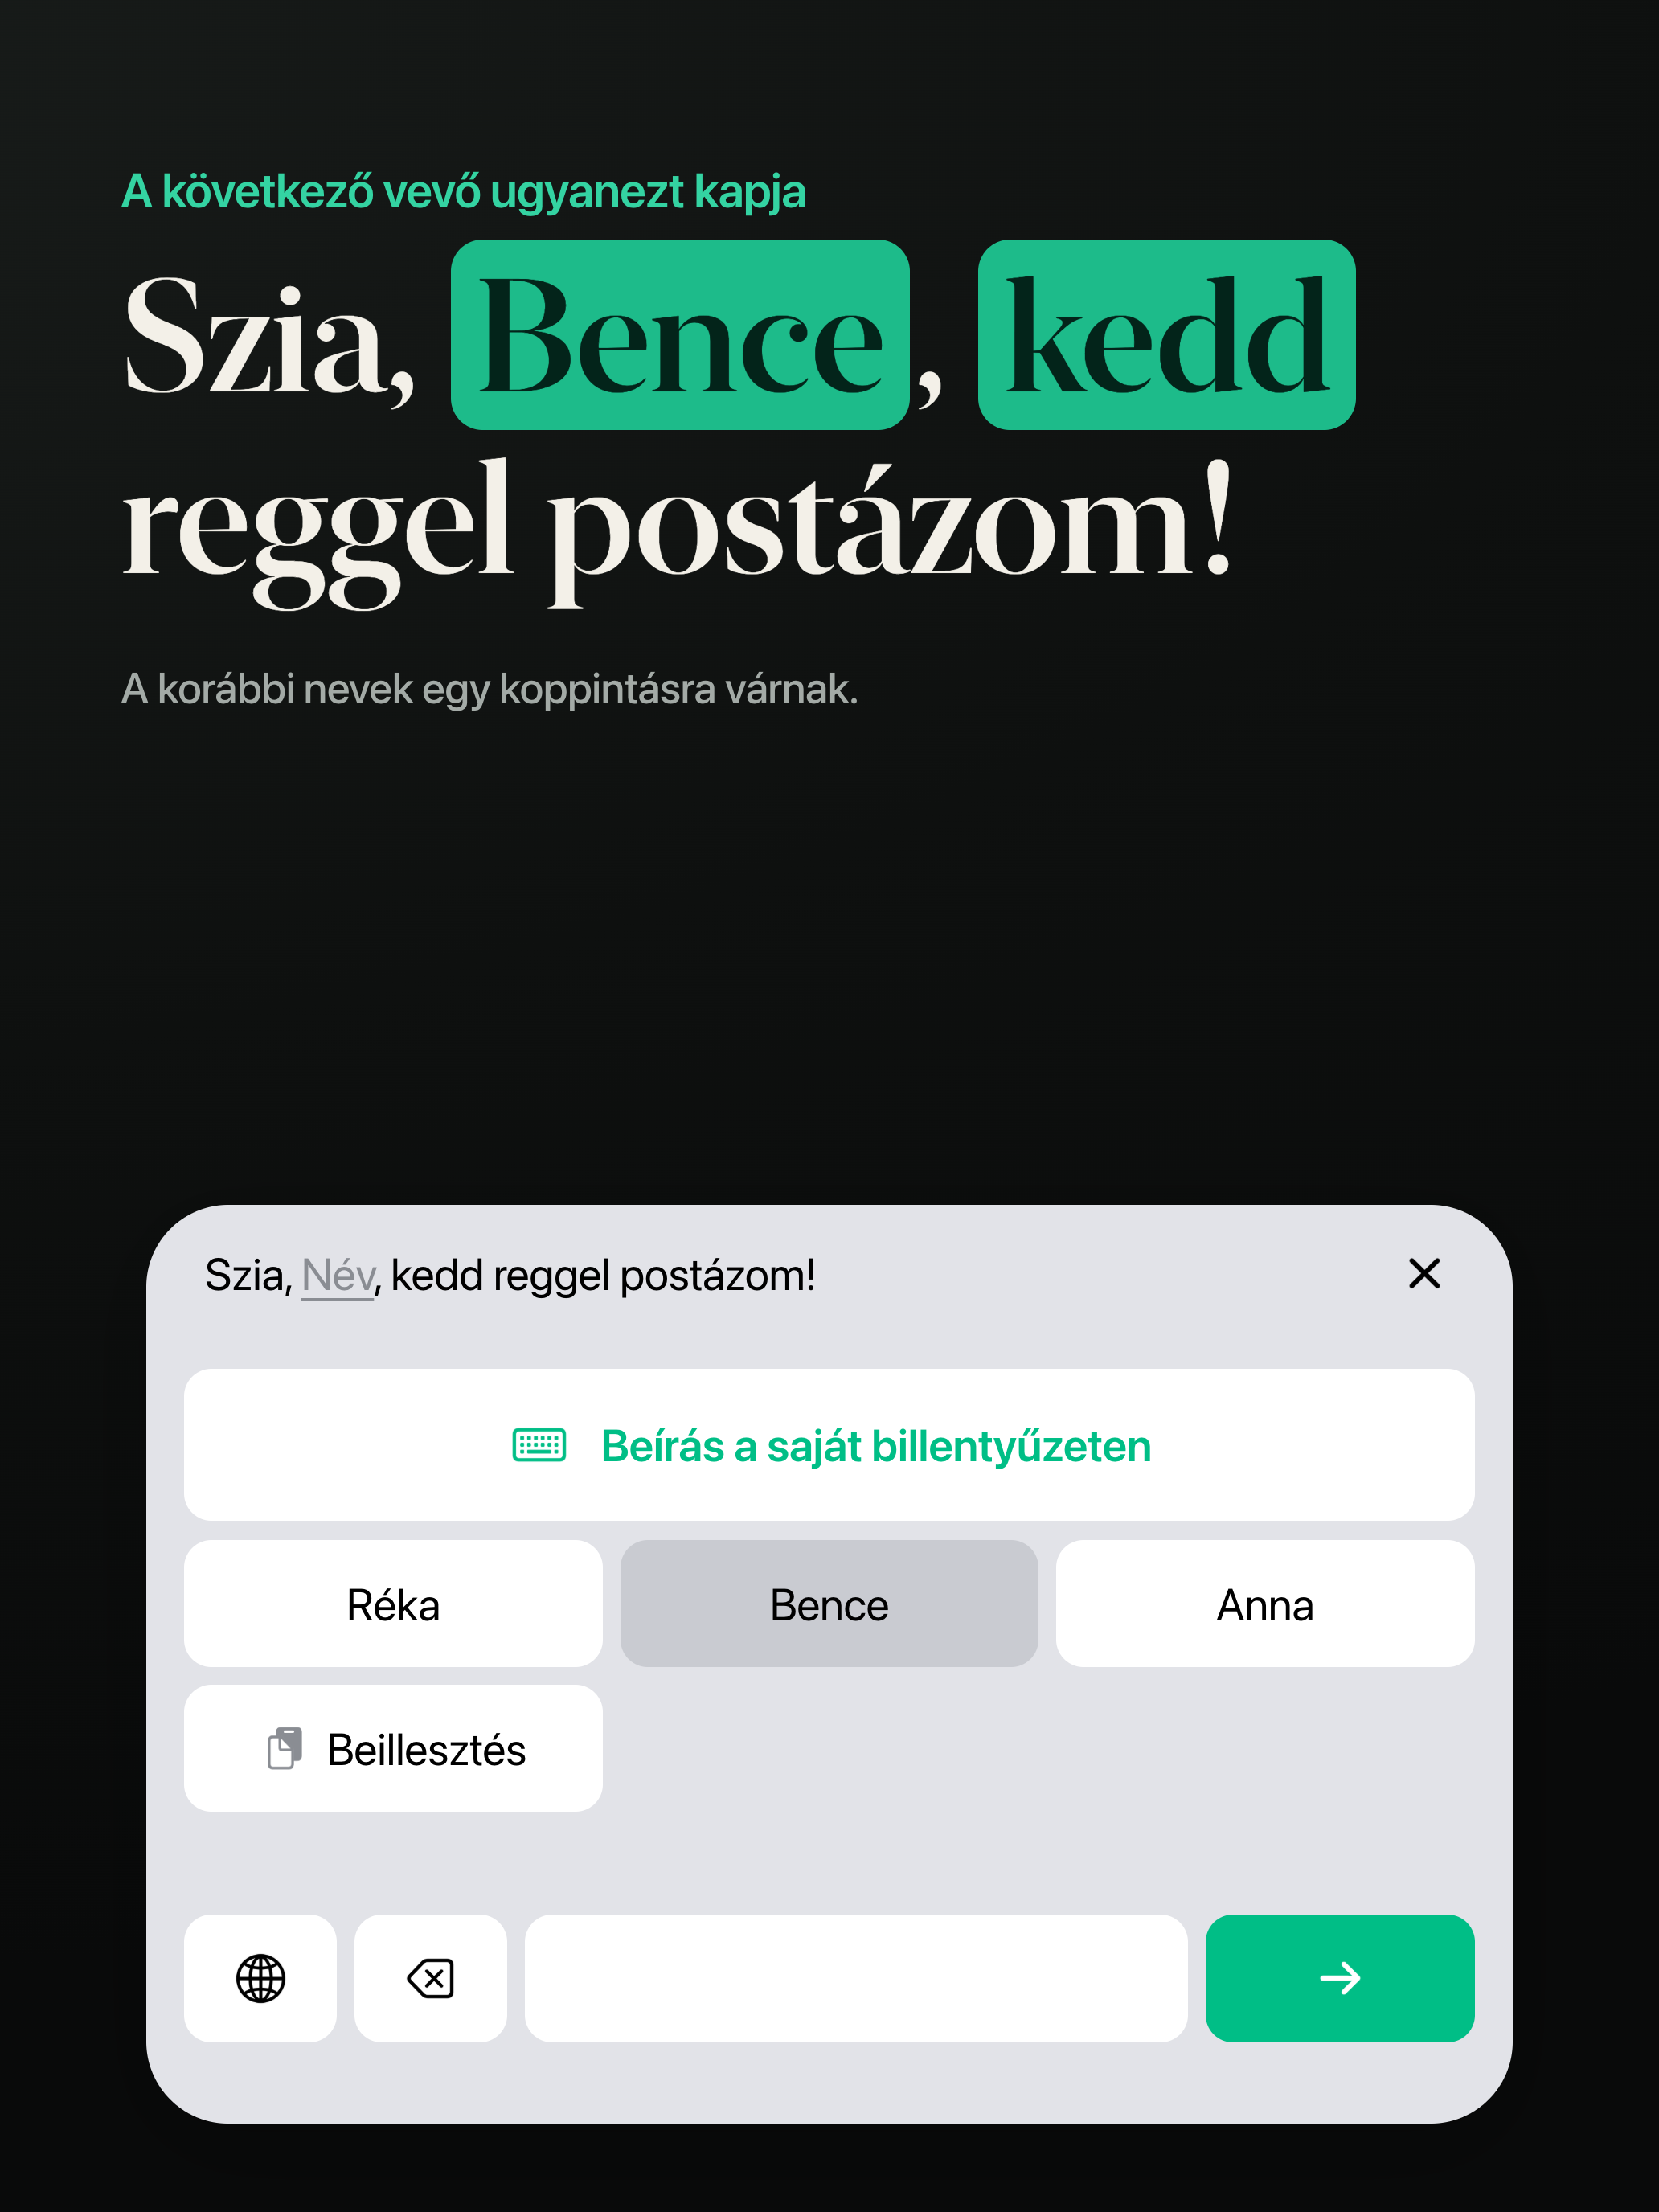 A következő vevő ugyanezt kapja
Szia, Bence, kedd
reggel postázom!
A korábbi nevek egy koppintásra várnak.
Szia, Név, kedd reggel postázom!
Beírás a saját billentyűzeten
Réka
Bence
Anna
Beillesztés